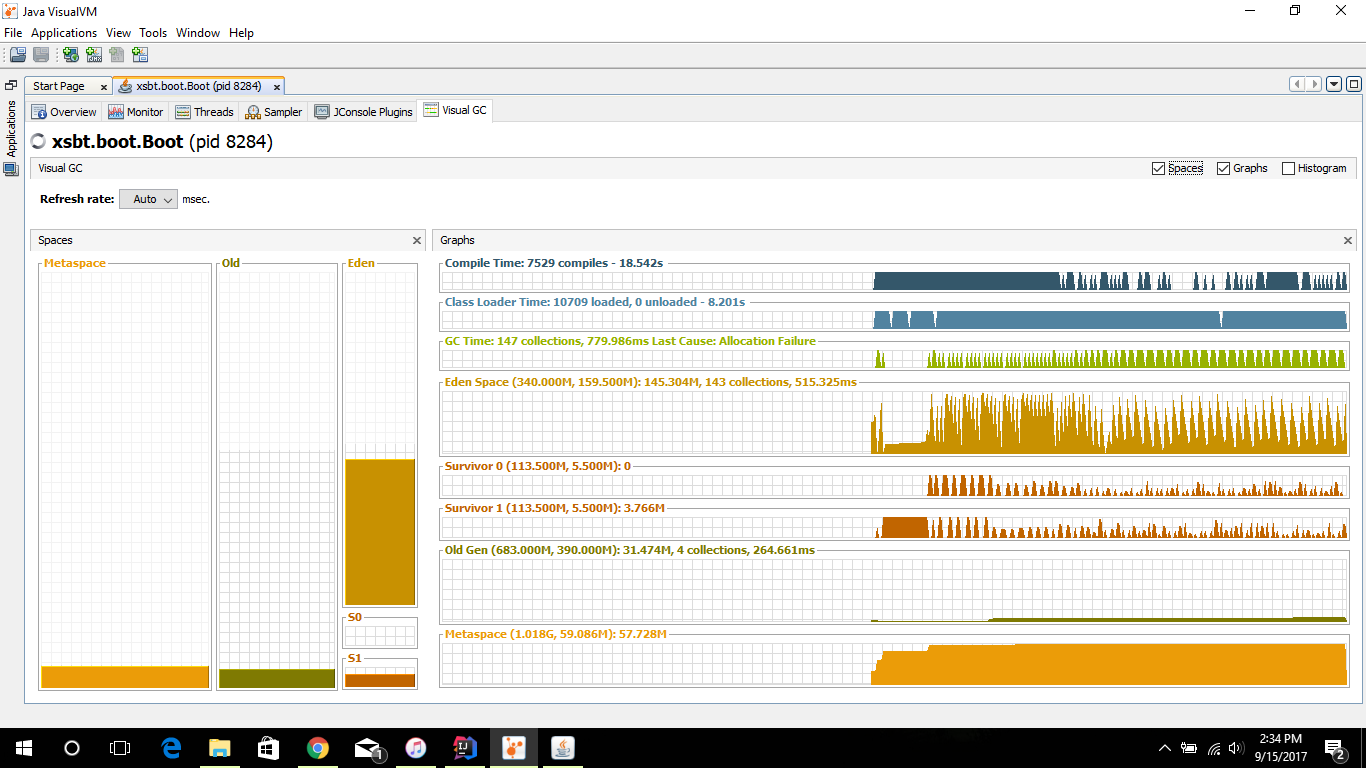 Java VisualVM
File Applications View Tools Window Help
Applications
Start Page xsbt.boot.Boot (pid 8284)
Overview Monitor Threads Sampler JConsole Plugins Visual GC
xsbt.boot.Boot (pid 8284)
Visual GC Spaces Graphs Histogram
Refresh rate: Auto msec.
Spaces
Metaspace Old Eden
S0
S1
Graphs
Compile Time: 7529 compiles - 18.542s
Class Loader Time: 10709 loaded, 0 unloaded - 8.201s
GC Time: 147 collections, 779.986ms Last Cause: Allocation Failure
Eden Space (340.000M, 159.500M): 145.304M, 143 collections, 515.325ms
Survivor 0 (113.500M, 5.500M): 0
Survivor 1 (113.500M, 5.500M): 3.766M
Old Gen (683.000M, 390.000M): 31.474M, 4 collections, 264.661ms
Metaspace (1.018G, 59.086M): 57.728M
1
IJ
2:34 PM
9/15/2017
2